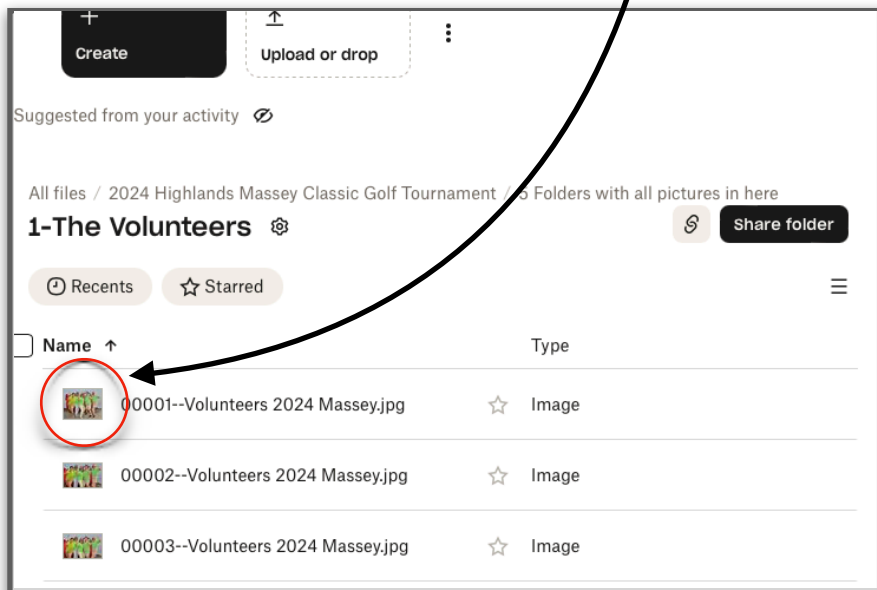 Create
Upload or drop
Suggested from your activity
All files / 2024 Highlands Massey Classic Golf Tournament / 5 Folders with all pictures in here
1-The Volunteers
Share folder
Recents
Starred
Name ↑
Type
00001--Volunteers 2024 Massey.jpg
Image
00002--Volunteers 2024 Massey.jpg
Image
00003--Volunteers 2024 Massey.jpg
Image